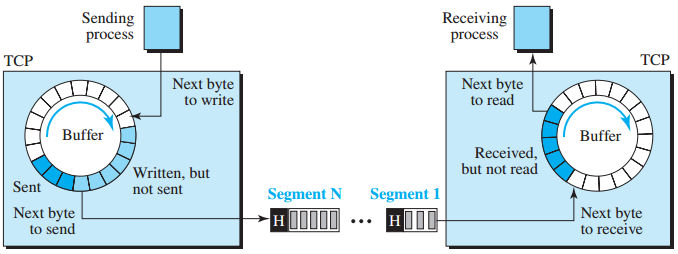 Sending
process
Receiving
process
TCP
TCP
Next byte
to write
Next byte
to read
Buffer
Buffer
Received,
but not read
Written, but
not sent
Sent
Next byte
to send
Segment N
Segment 1
H
...
H
Next byte
to receive